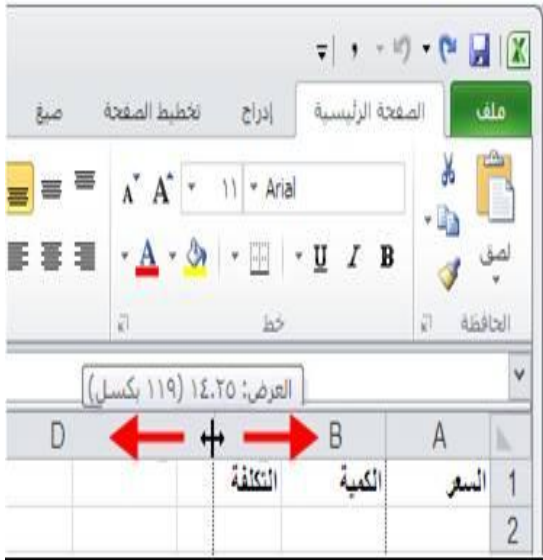 ملف الصفحة الرئيسية إدراج تخطيط الصفحة صيغ
Arial ١١ A A
لصق B I U A
الحافظة خط
العرض: ١٤.٢٥ (١١٩ بكسل)
A B D
1 السعر الكمية التكلفة
2